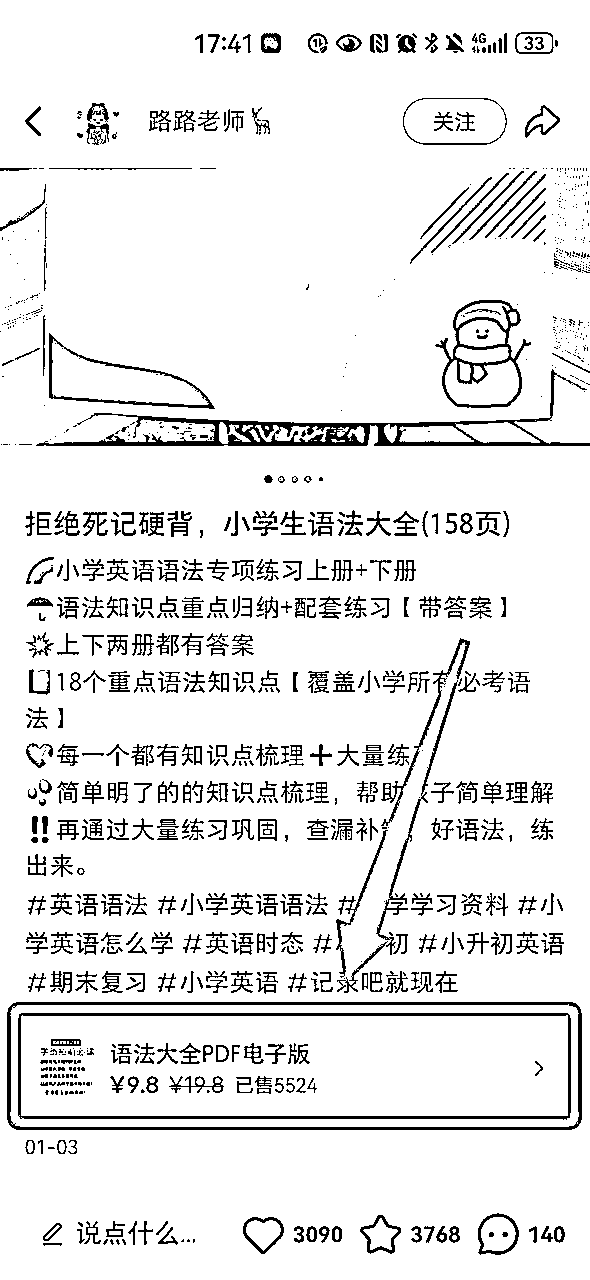 17:41 4G 33
路路老师
关注
拒绝死记硬背，小学生语法大全(158页)
小学英语语法专项练习上册+下册
语法知识点重点归纳+配套练习【带答案】
上下两册都有答案
18个重点语法知识点【覆盖小学所有必考语
法】
每一个都有知识点梳理➕大量练
简单明了的的知识点梳理，帮助孩子简单理解
‼️再通过大量练习巩固，查漏补 ，好语法，练
出来。
#英语语法 #小学英语语法 # 学学习资料 #小
学英语怎么学 #英语时态 # 初 #小升初英语
#期末复习 #小学英语 #记录吧就现在
语法大全PDF电子版
¥9.8 ¥19.8 已售5524
01-03
说点什么... 3090 3768 140